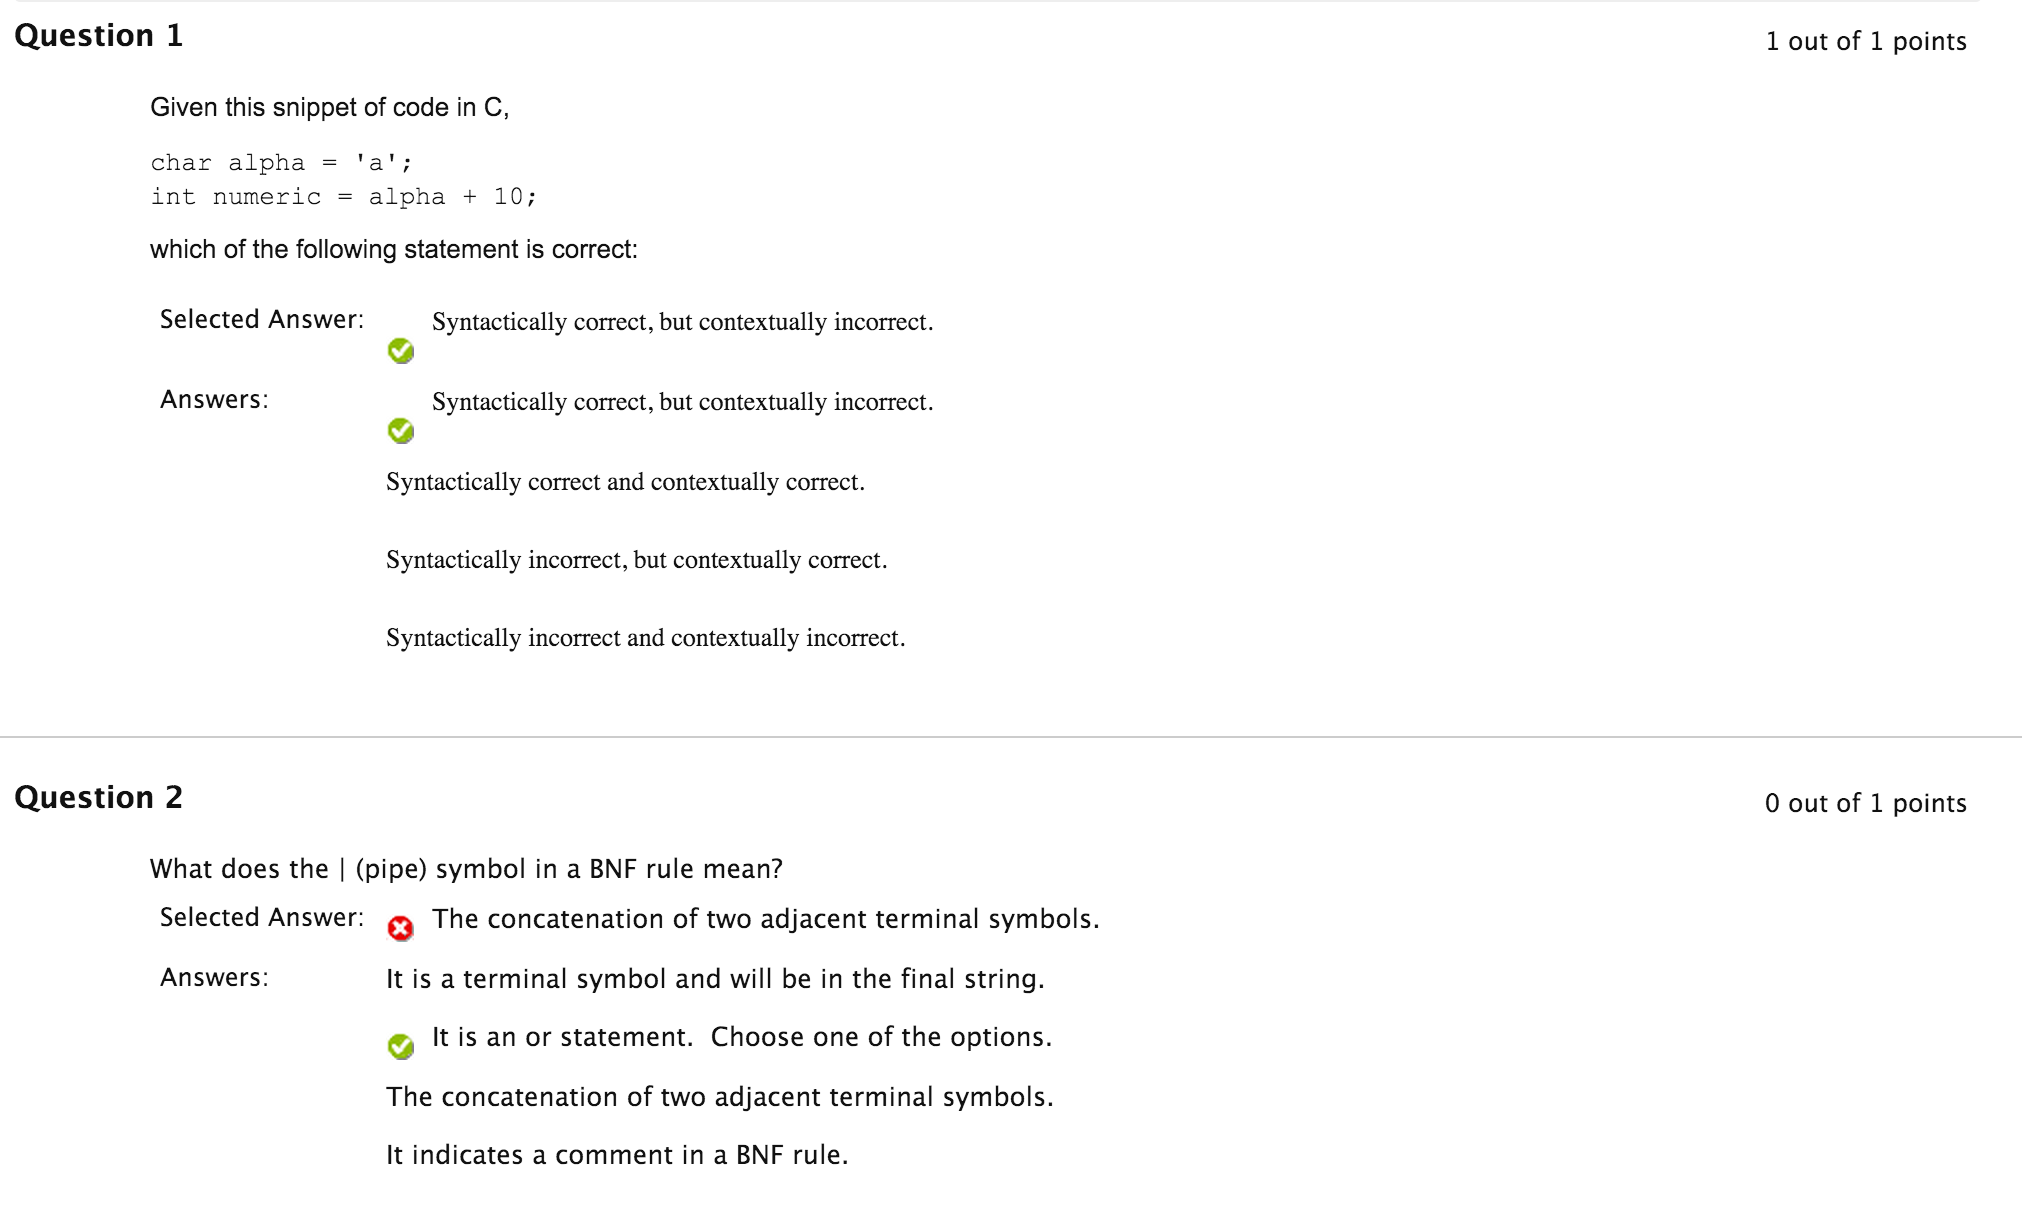 Question 1
1 out of 1 points
Given this snippet of code in C,
char alpha = 'a';
int numeric = alpha + 10;
which of the following statement is correct:
Selected Answer: Syntactically correct, but contextually incorrect.
Answers: Syntactically correct, but contextually incorrect.
Syntactically correct and contextually correct.
Syntactically incorrect, but contextually correct.
Syntactically incorrect and contextually incorrect.
Question 2
0 out of 1 points
What does the | (pipe) symbol in a BNF rule mean?
Selected Answer: The concatenation of two adjacent terminal symbols.
Answers: It is a terminal symbol and will be in the final string.
It is an or statement.  Choose one of the options.
The concatenation of two adjacent terminal symbols.
It indicates a comment in a BNF rule.